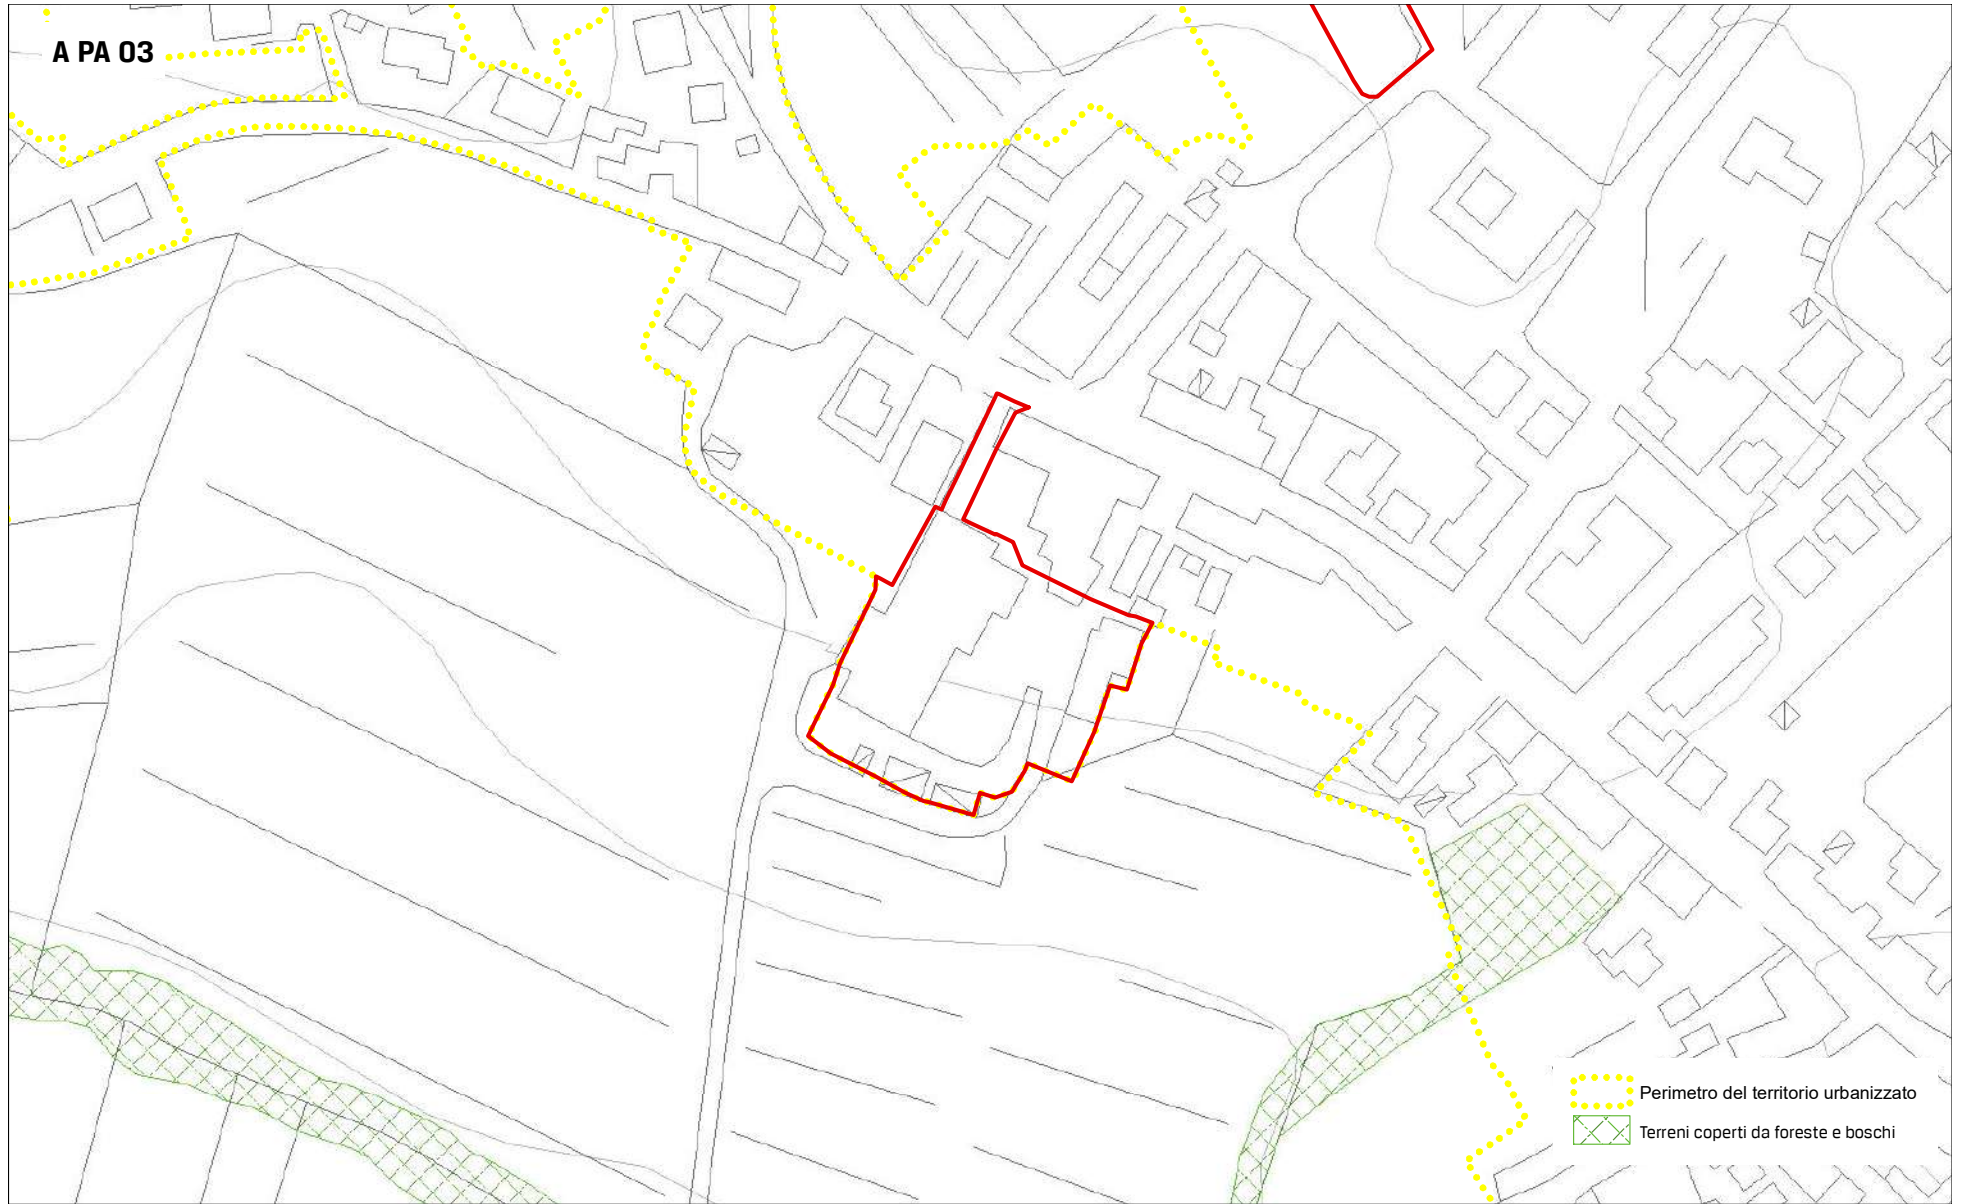 A PA 03
Perimetro del territorio urbanizzato
Terreni coperti da foreste e boschi